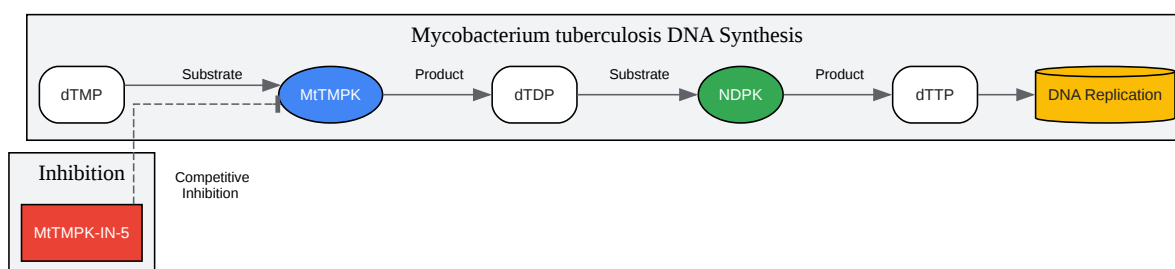 Mycobacterium tuberculosis DNA Synthesis
Substrate
Product
Substrate
Product
dTMP
MtTMPK
dTDP
NDPK
dTTP
DNA Replication
Inhibition
Competitive
Inhibition
MtTMPK-IN-5